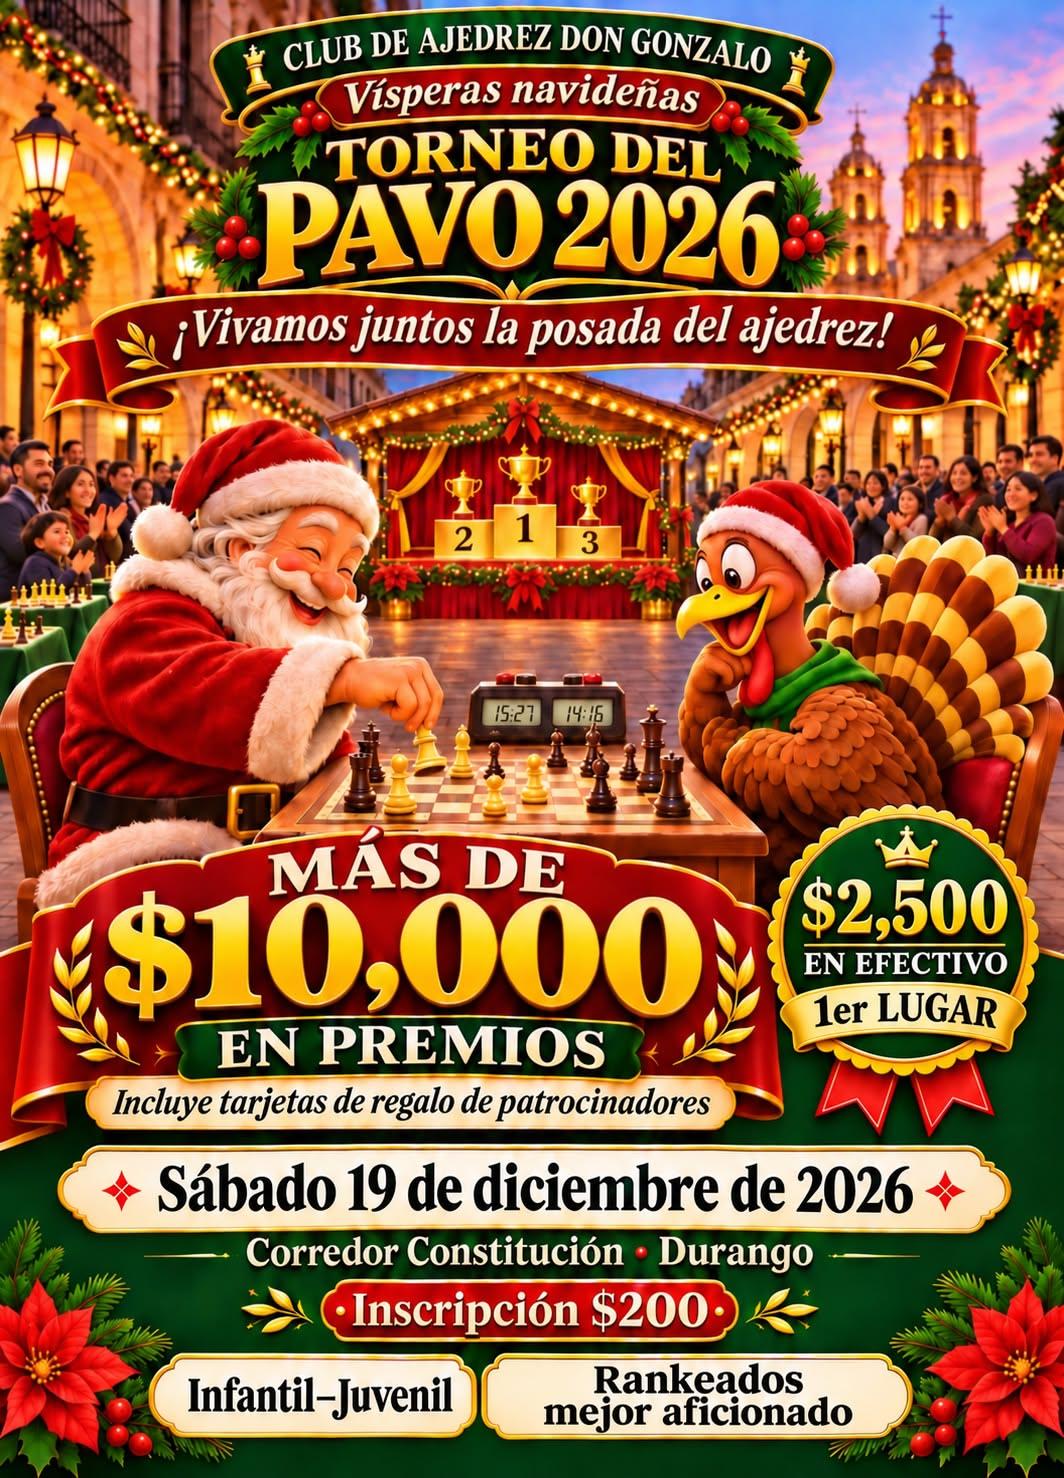 CLUB DE AJEDREZ DON GONZALO
Vísperas navideñas
TORNEO DEL
PAVO 2026
¡Vivamos juntos la posada del ajedrez!
2 1 3
15:27 14:16
MÁS DE
$10,000
EN PREMIOS
Incluye tarjetas de regalo de patrocinadores
$2,500
EN EFECTIVO
1er LUGAR
Sábado 19 de diciembre de 2026
Corredor Constitución • Durango
Inscripción $200
Infantil–Juvenil
Rankeados
mejor aficionado